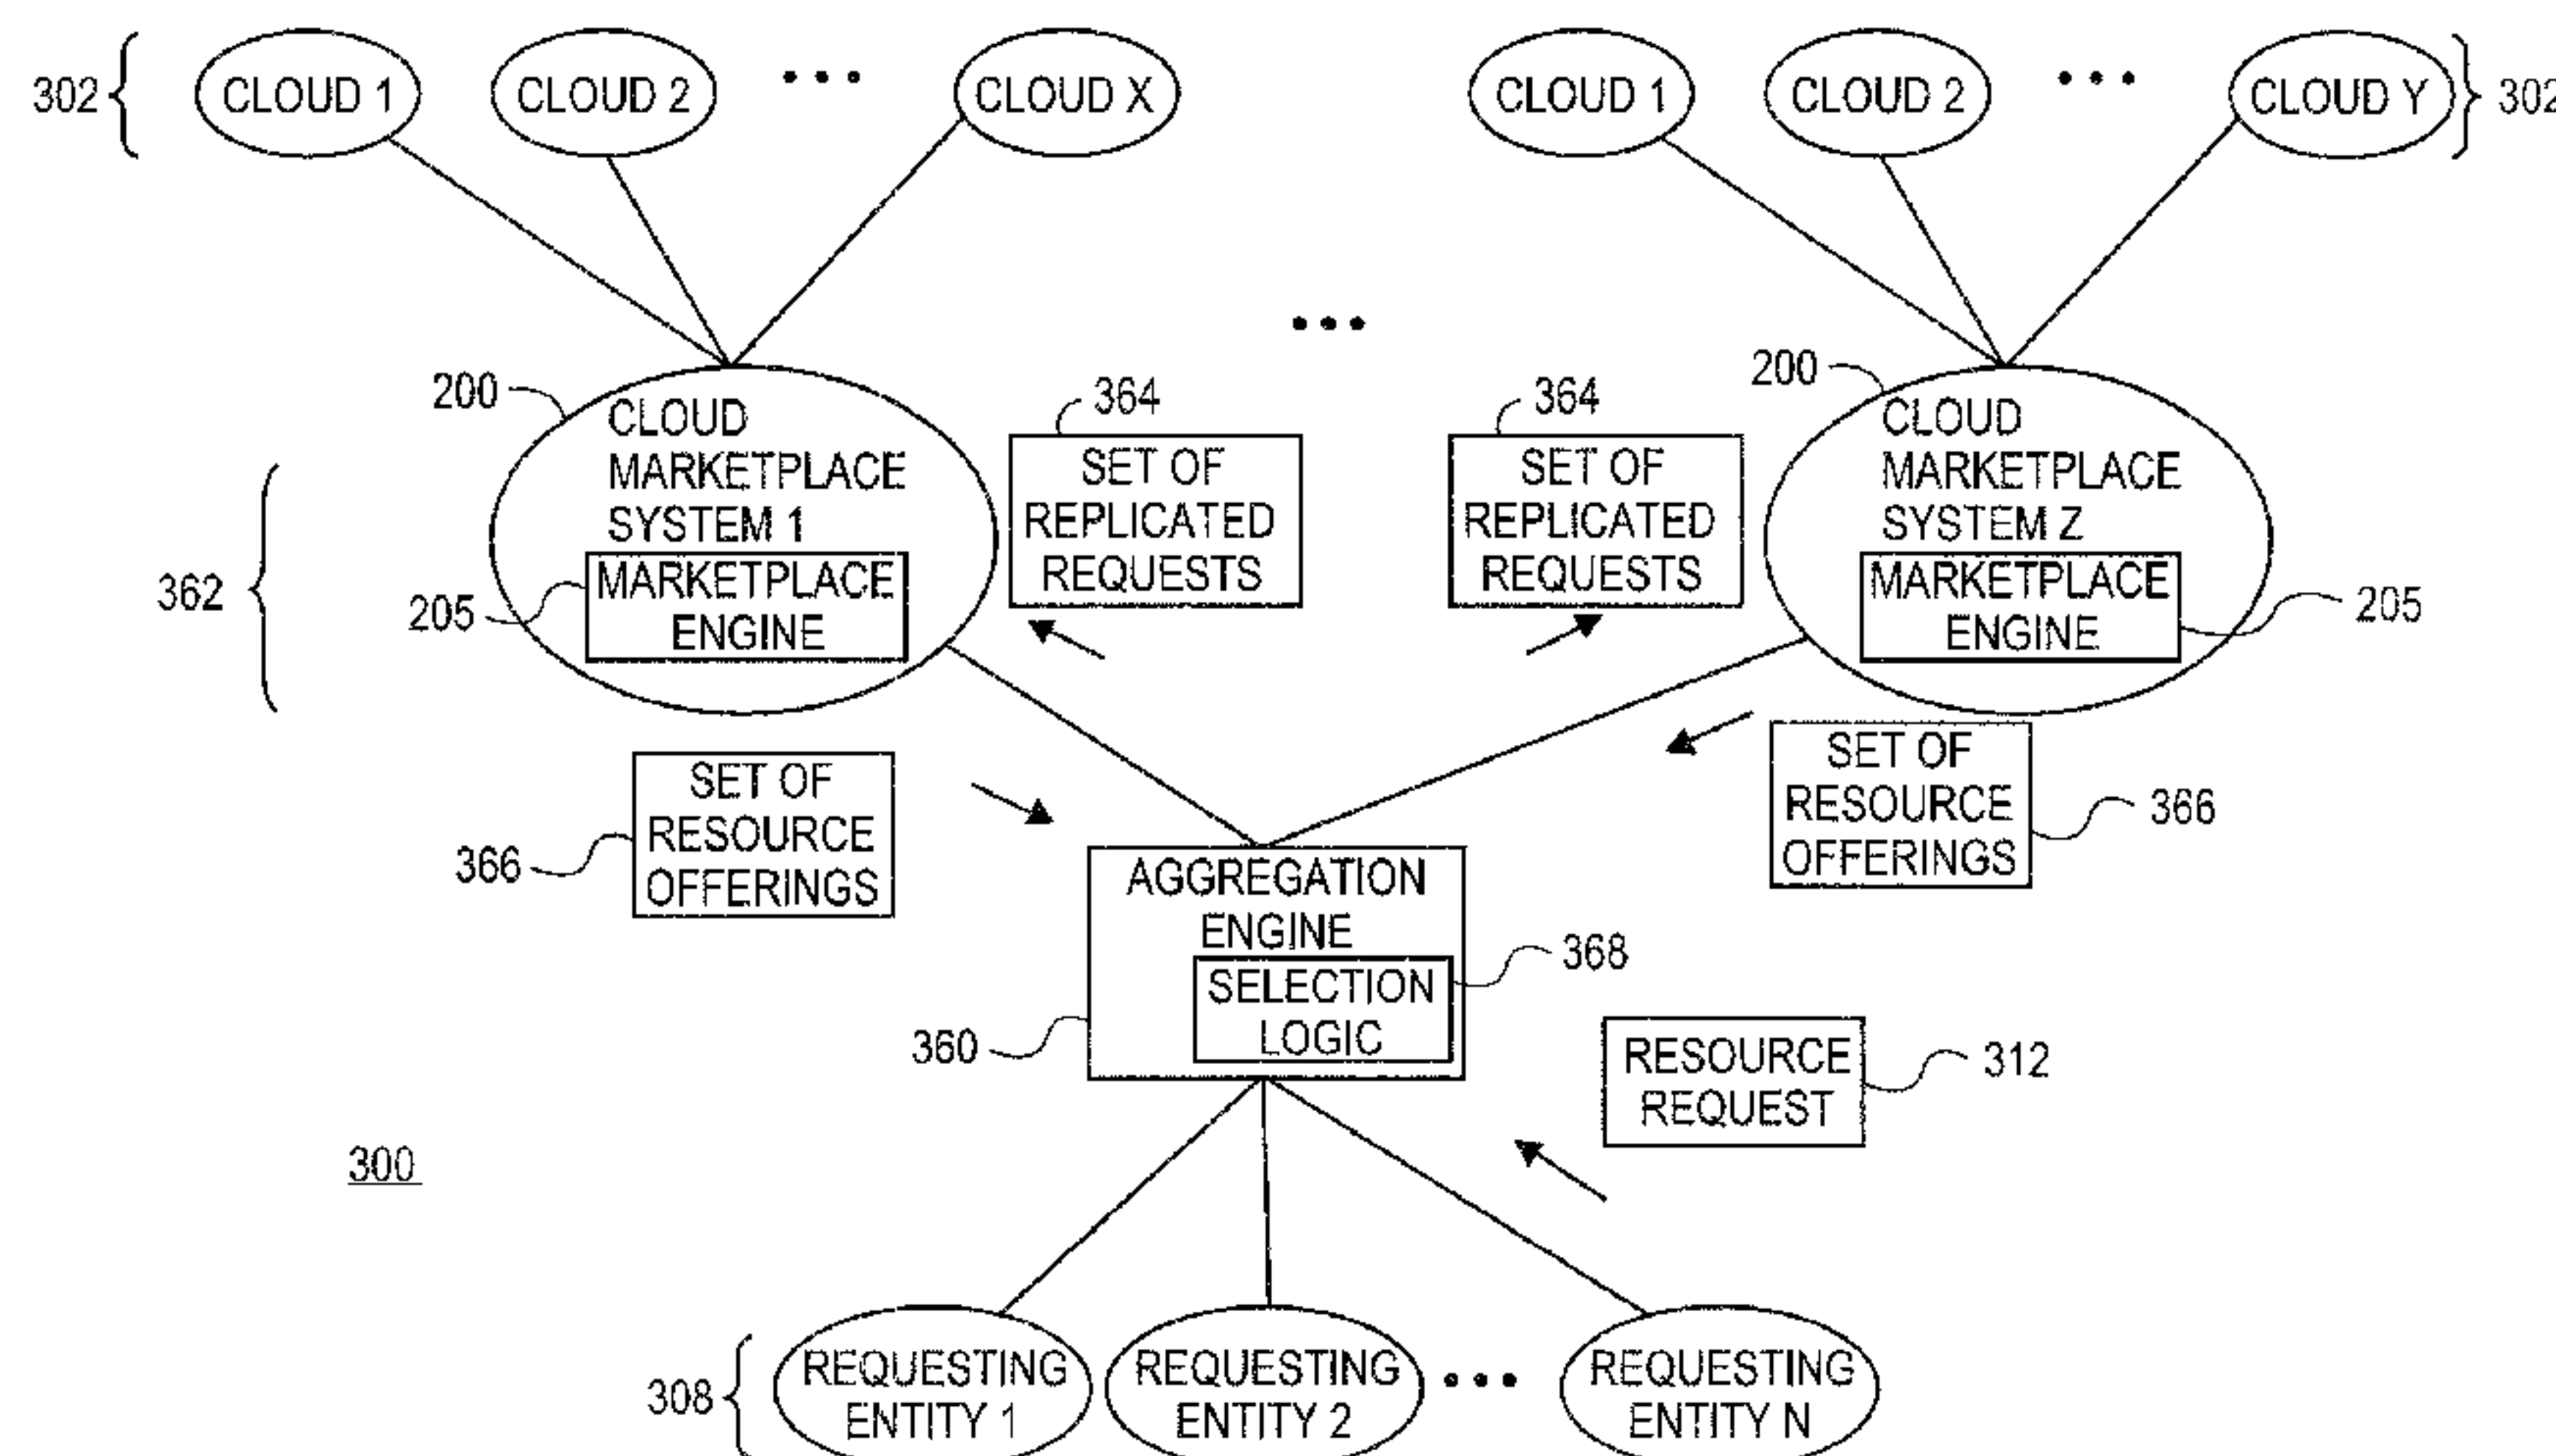 302
CLOUD 1
CLOUD 2
•••
CLOUD X
CLOUD 1
CLOUD 2
•••
CLOUD Y
302
•••
200
CLOUD
MARKETPLACE
SYSTEM 1
MARKETPLACE
ENGINE
205
362
364
SET OF
REPLICATED
REQUESTS
364
SET OF
REPLICATED
REQUESTS
200
CLOUD
MARKETPLACE
SYSTEM Z
MARKETPLACE
ENGINE
205
SET OF
RESOURCE
OFFERINGS
366
SET OF
RESOURCE
OFFERINGS
366
AGGREGATION
ENGINE
SELECTION
LOGIC
368
360
RESOURCE
REQUEST
312
300
308
REQUESTING
ENTITY 1
REQUESTING
ENTITY 2
•••
REQUESTING
ENTITY N